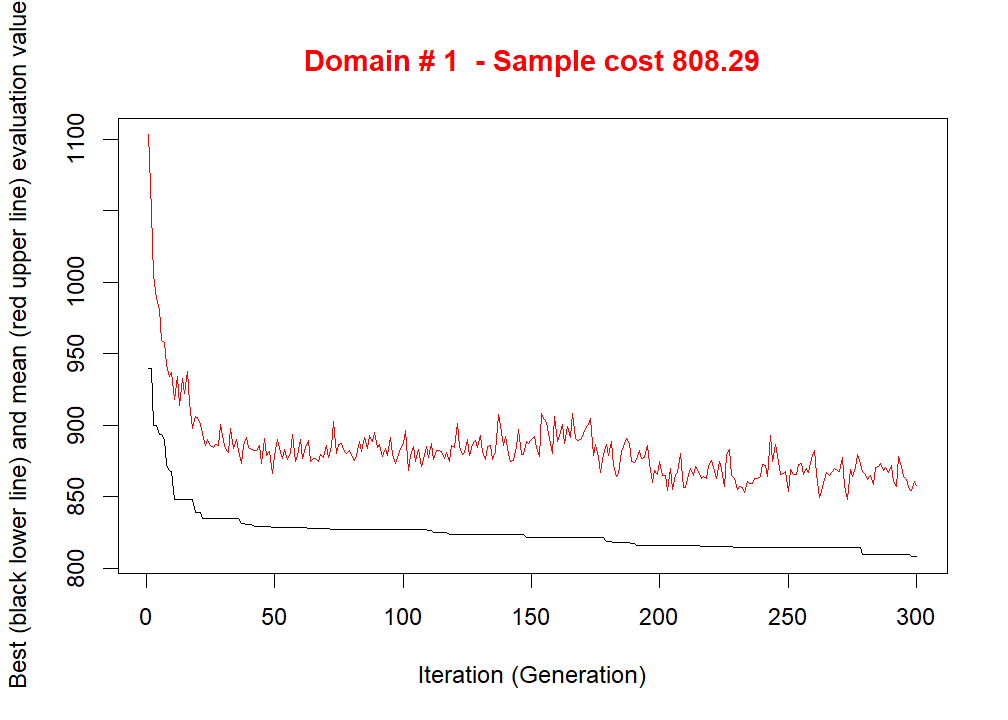 Domain # 1  - Sample cost 808.29
Best (black lower line) and mean (red upper line) evaluation value
1100
1000
950
900
850
800
0 50 100 150 200 250 300
Iteration (Generation)